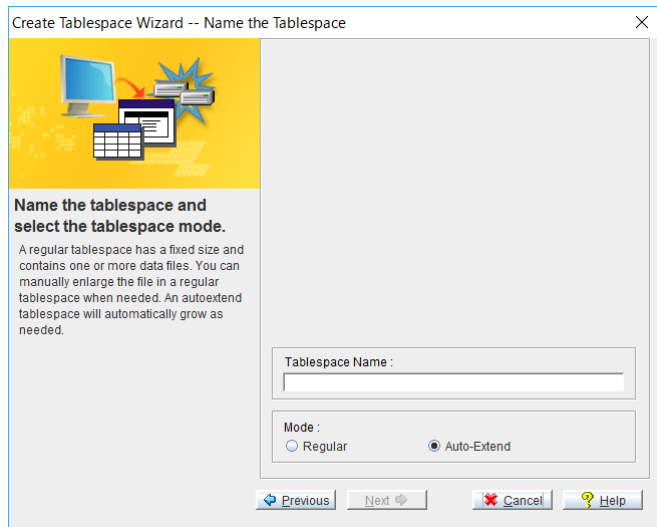 Create Tablespace Wizard -- Name the Tablespace
Name the tablespace and
select the tablespace mode.
A regular tablespace has a fixed size and
contains one or more data files. You can
manually enlarge the file in a regular
tablespace when needed. An autoextend
tablespace will automatically grow as
needed.
Tablespace Name :
Mode :
Regular Auto-Extend
Previous Next Cancel Help